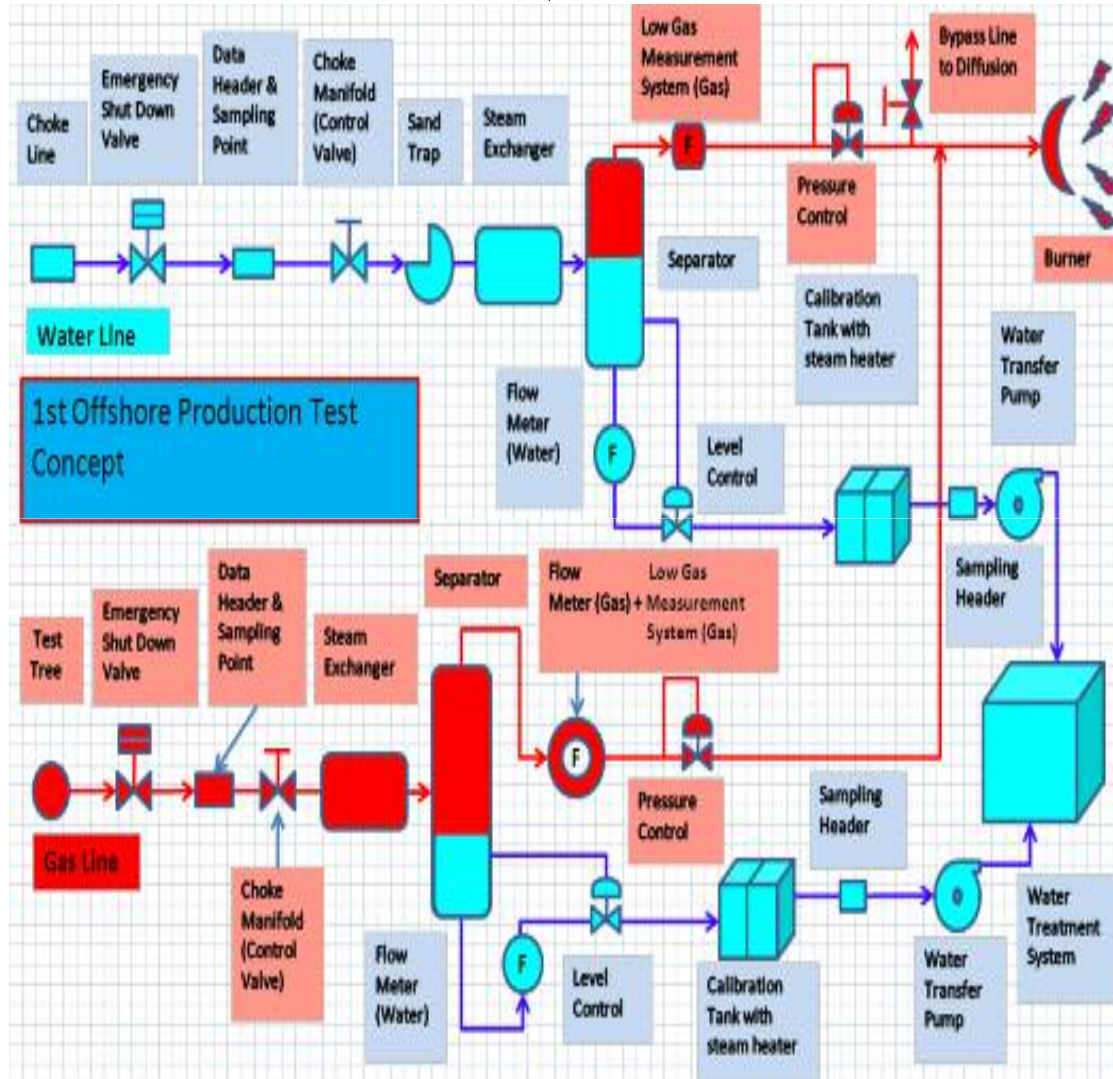 Low Gas
Measurement
System (Gas)
Bypass Line
to Diffusion
Data
Header &
Sampling
Point
Choke
Manifold
(Control
Valve)
Emergency
Shut Down
Valve
Steam
Exchanger
Sand
Trap
Choke
Line
F
Pressure
Control
Separator
Burner
Calibration
Tank with
steam heater
Water Line
Water
Transfer
Pump
1st Offshore Production Test
Concept
Flow
Meter
(Water)
F
Level
Control
Sampling
Header
Data
Header &
Sampling
Point
Separator
Flow Low Gas
Meter (Gas) + Measurement
System (Gas)
Emergency
Shut Down
Valve
Test
Tree
Steam
Exchanger
F
Pressure
Control
Sampling
Header
Gas Line
Choke
Manifold
(Control
Valve)
Flow
Meter
(Water)
F
Level
Control
Calibration
Tank with
steam heater
Water
Transfer
Pump
Water
Treatment
System